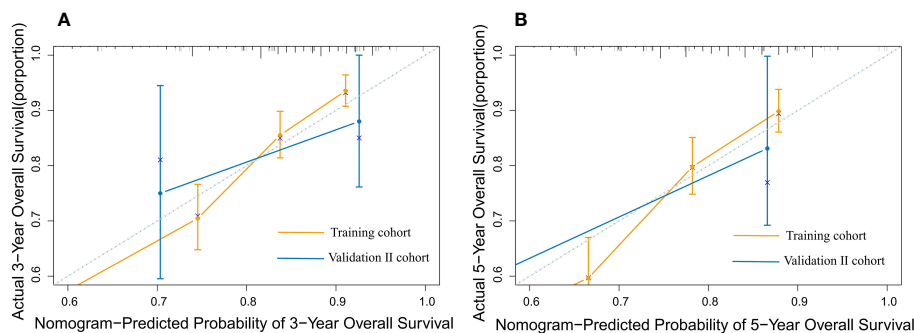 A
Actual 3−Year Overall Survival(porportion)
1.0
0.9
0.8
0.7
0.6
Training cohort
Validation II cohort
0.6 0.7 0.8 0.9 1.0
Nomogram−Predicted Probability of 3−Year Overall Survival
B
Actual 5−Year Overall Survival(porportion)
1.0
0.9
0.8
0.7
0.6
Training cohort
Validation II cohort
0.6 0.7 0.8 0.9 1.0
Nomogram−Predicted Probability of 5−Year Overall Survival